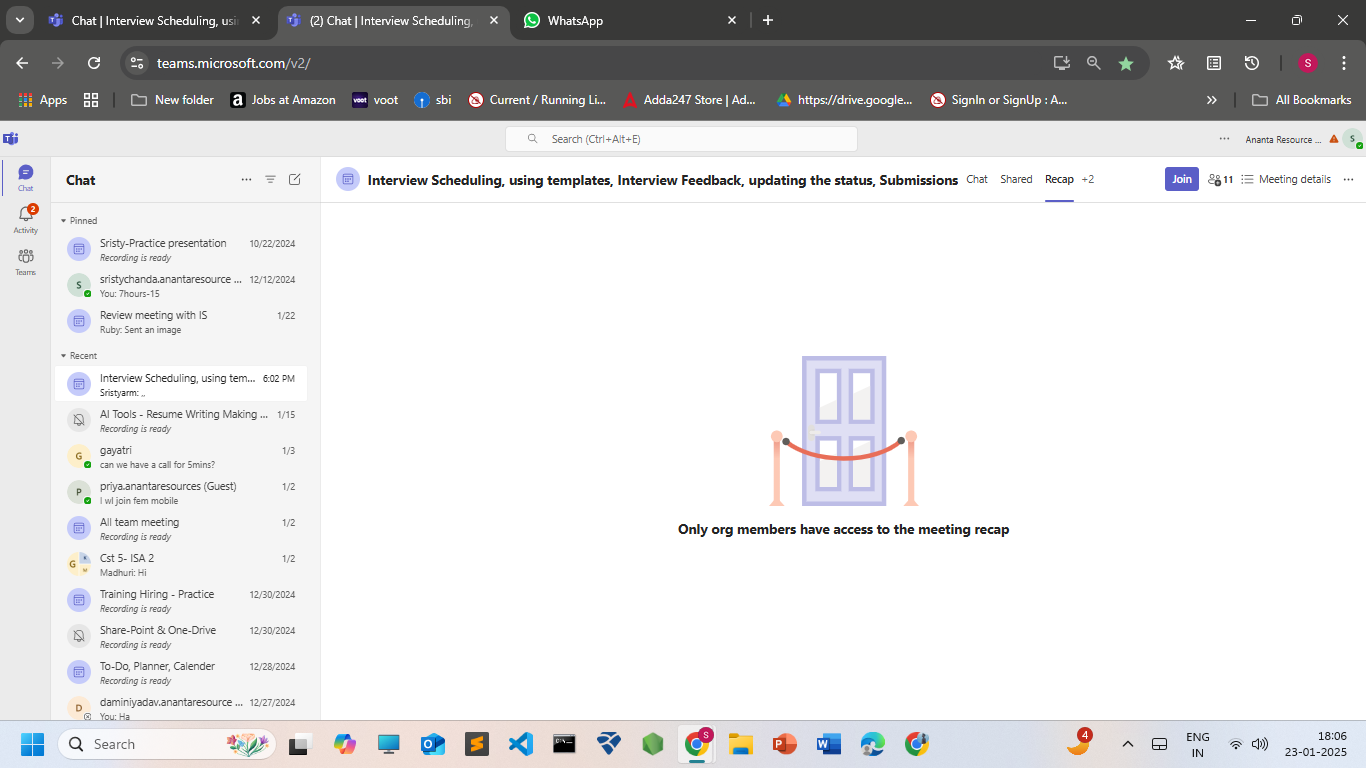 Chat | Interview Scheduling, usin
(2) Chat | Interview Scheduling,
WhatsApp
teams.microsoft.com/v2/
S
Apps
New folder
a Jobs at Amazon
voot voot
sbi
Current / Running Li...
Adda247 Store | Ad...
https://drive.google...
SignIn or SignUp : A...
All Bookmarks
Search (Ctrl+Alt+E)
Ananta Resource ...
S
Chat
2
Activity
Teams
Chat
Pinned
Sristy-Practice presentation 10/22/2024
Recording is ready
S
sristychanda.anantaresource ... 12/12/2024
You: 7hours-15
Review meeting with IS 1/22
Ruby: Sent an image
Recent
Interview Scheduling, using tem... 6:02 PM
Sristyarm: ,,
AI Tools - Resume Writing Making ... 1/15
Recording is ready
G
gayatri 1/3
can we have a call for 5mins?
P
priya.anantaresources (Guest) 1/2
I wl join fem mobile
All team meeting 1/2
Recording is ready
G
Cst 5- ISA 2 1/2
Madhuri: Hi
Training Hiring - Practice 12/30/2024
Recording is ready
Share-Point & One-Drive 12/30/2024
Recording is ready
To-Do, Planner, Calender 12/28/2024
Recording is ready
D
daminiyadav.anantaresource ... 12/27/2024
You: Ha
Interview Scheduling, using templates, Interview Feedback, updating the status, Submissions
Chat Shared Recap +2
Join
11
Meeting details
Only org members have access to the meeting recap
Search
S
4
ENG
IN
18:06
23-01-2025